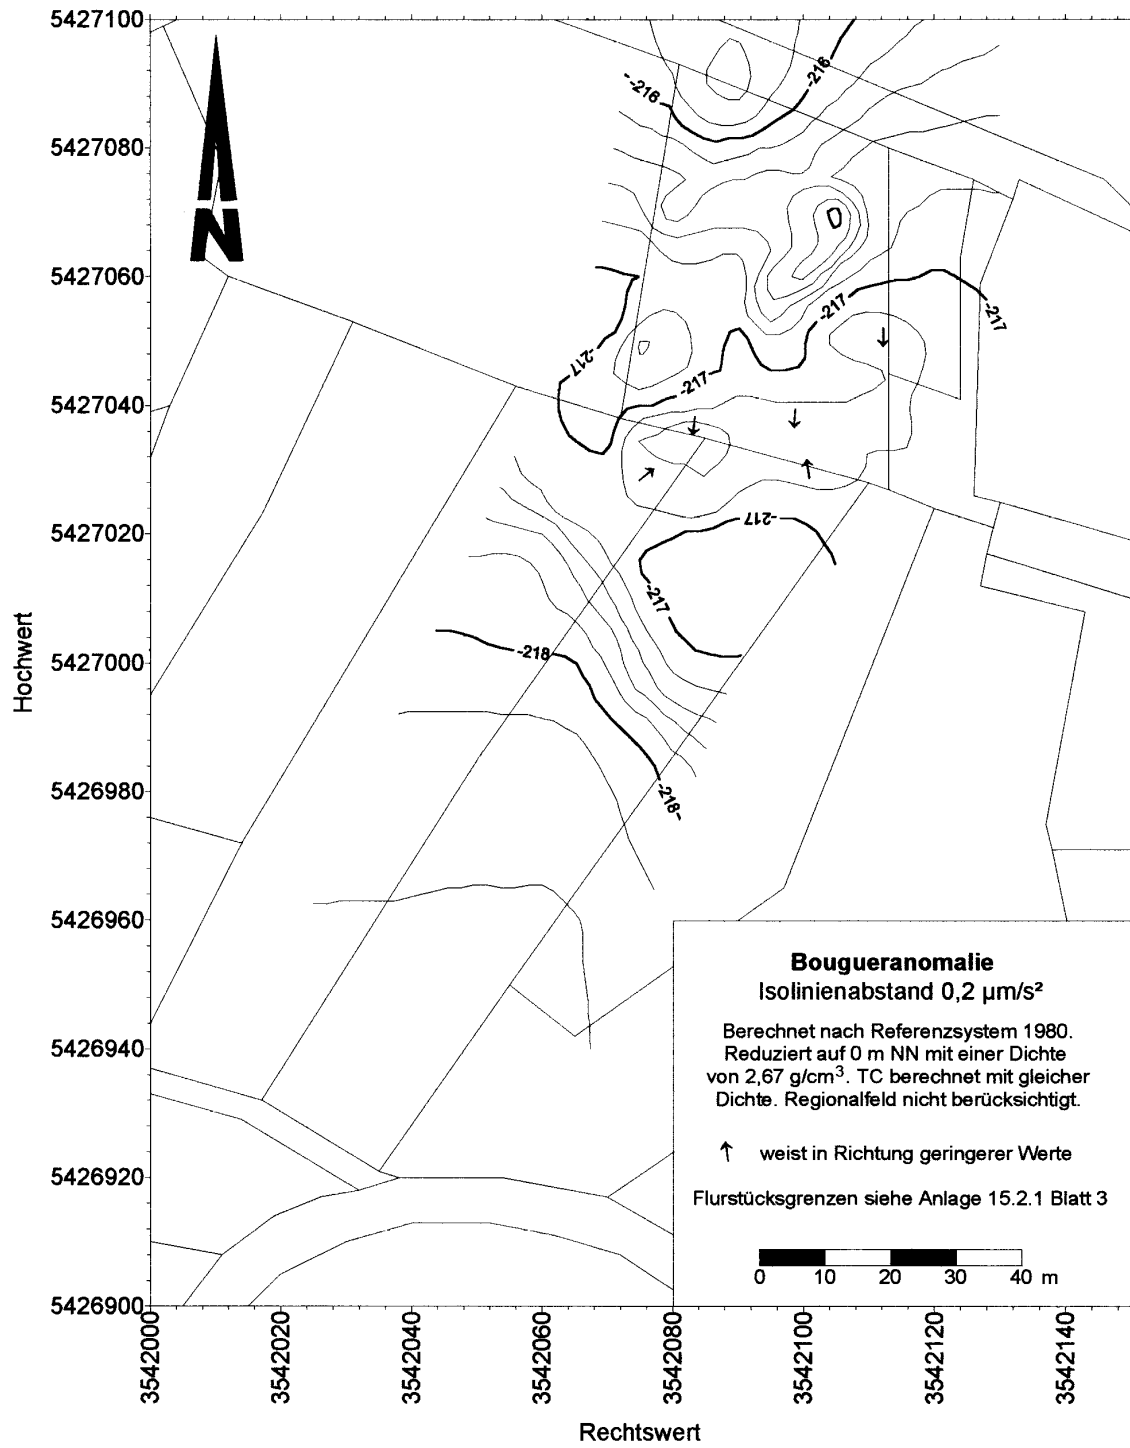 5427100
5427080
5427060
5427040
5427020
5427000
5426980
5426960
5426940
5426920
5426900
Hochwert
N
-216
-216
-217
-217
-217
-217
-217
-217
-218
-218
Bougueranomalie
Isolinienabstand 0,2 µm/s²
Berechnet nach Referenzsystem 1980.
Reduziert auf 0 m NN mit einer Dichte
von 2,67 g/cm³. TC berechnet mit gleicher
Dichte. Regionalfeld nicht berücksichtigt.
↑ weist in Richtung geringerer Werte
Flurstücksgrenzen siehe Anlage 15.2.1 Blatt 3
0 10 20 30 40 m
3542000
3542020
3542040
3542060
3542080
3542100
3542120
3542140
Rechtswert